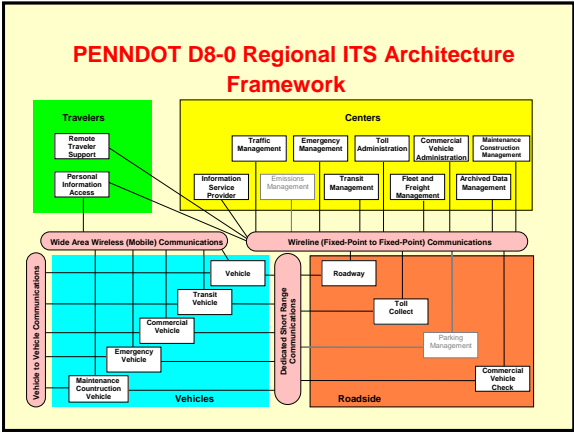 PENNDOT D8-0 Regional ITS Architecture
Framework
Travelers
Remote
Traveler
Support
Personal
Information
Access
Centers
Traffic
Management
Emergency
Management
Toll
Administration
Commercial
Vehicle
Administration
Maintenance
Construction
Management
Information
Service
Provider
Emissions
Management
Transit
Management
Fleet and
Freight
Management
Archived Data
Management
Wide Area Wireless (Mobile) Communications
Wireline (Fixed-Point to Fixed-Point) Communications
Vehicle to Vehicle Communications
Vehicle
Transit
Vehicle
Commercial
Vehicle
Emergency
Vehicle
Maintenance
Countruction
Vehicle
Vehicles
Dedicated Short Range
Communications
Roadway
Toll
Collect
Parking
Management
Commercial
Vehicle
Check
Roadside